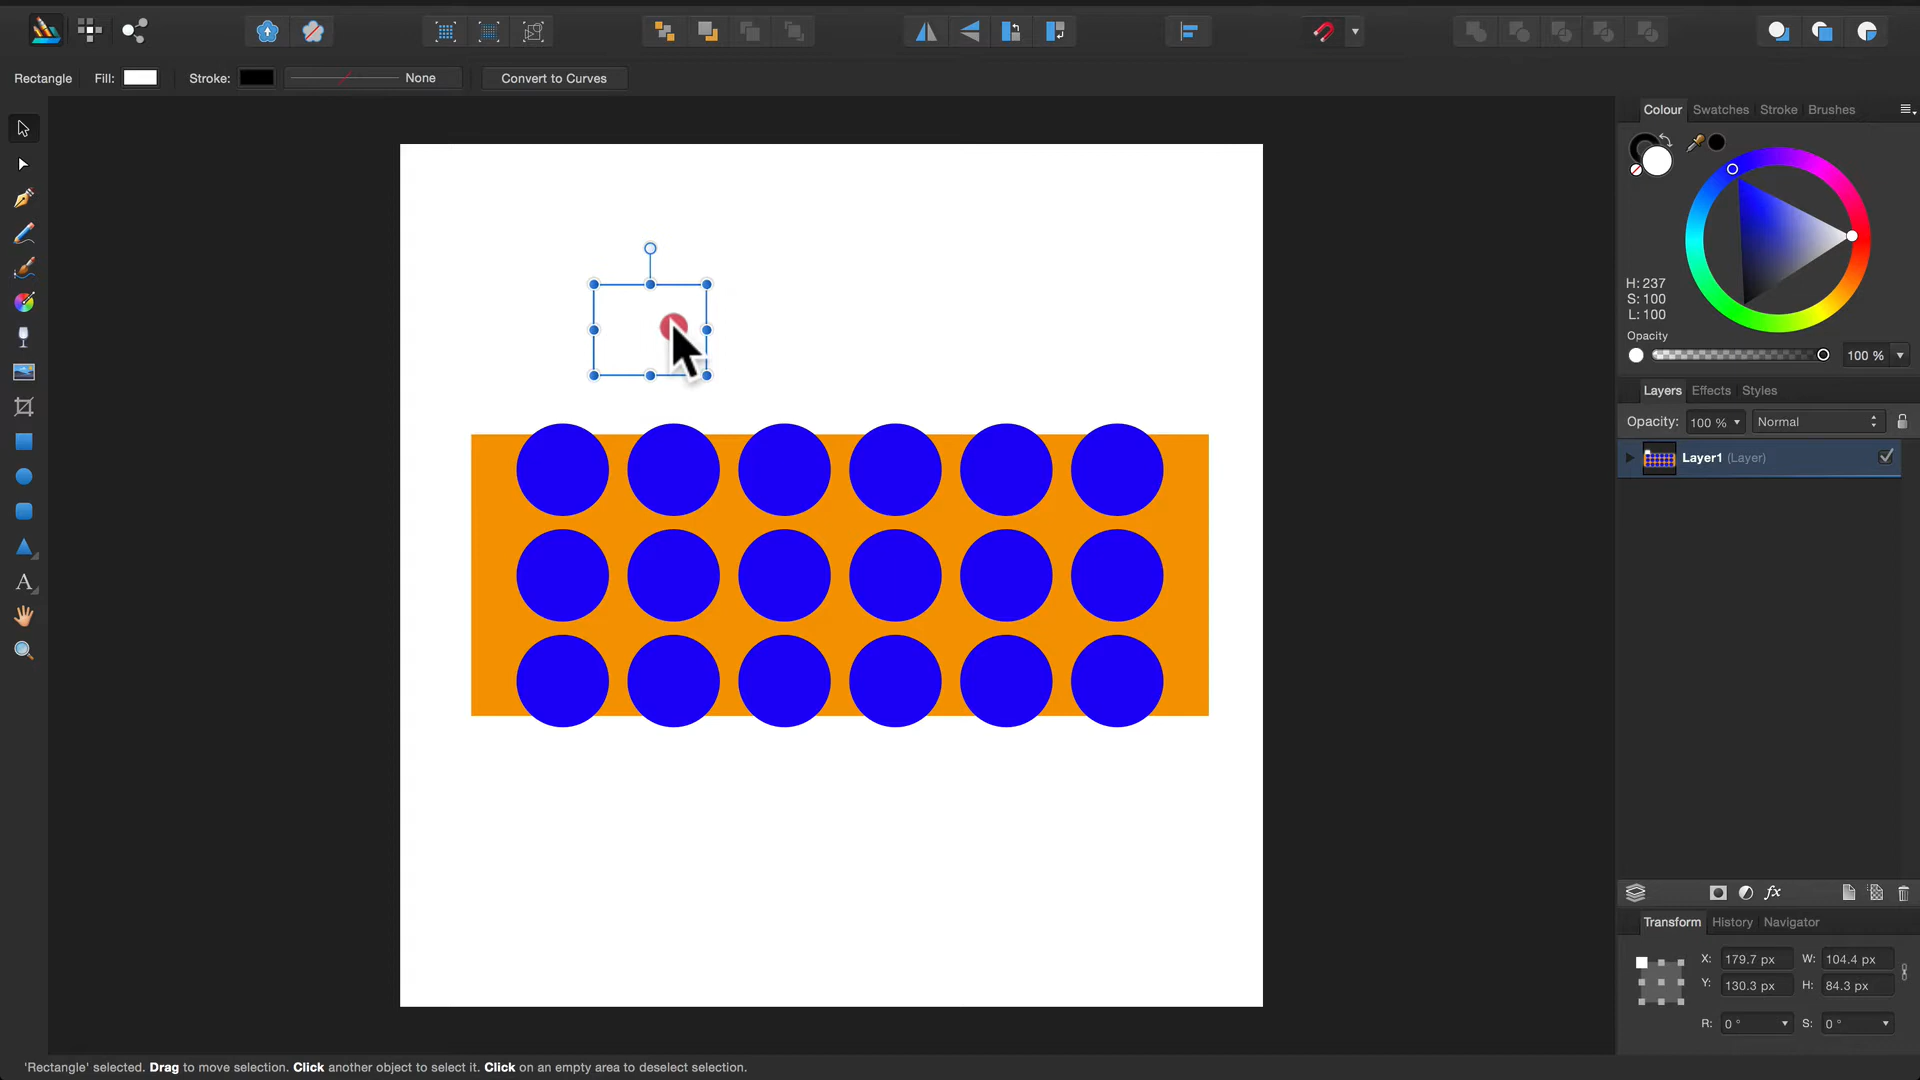 Rectangle Fill: Stroke: None Convert to Curves
Colour Swatches Stroke Brushes
H: 237
S: 100
L: 100
Opacity
100 %
Layers Effects Styles
Opacity: 100 % Normal
Layer1 (Layer)
fx
Transform History Navigator
X: 179.7 px W: 104.4 px
Y: 130.3 px H: 84.3 px
R: 0 ° S: 0 °
'Rectangle' selected. Drag to move selection. Click another object to select it. Click on an empty area to deselect selection.